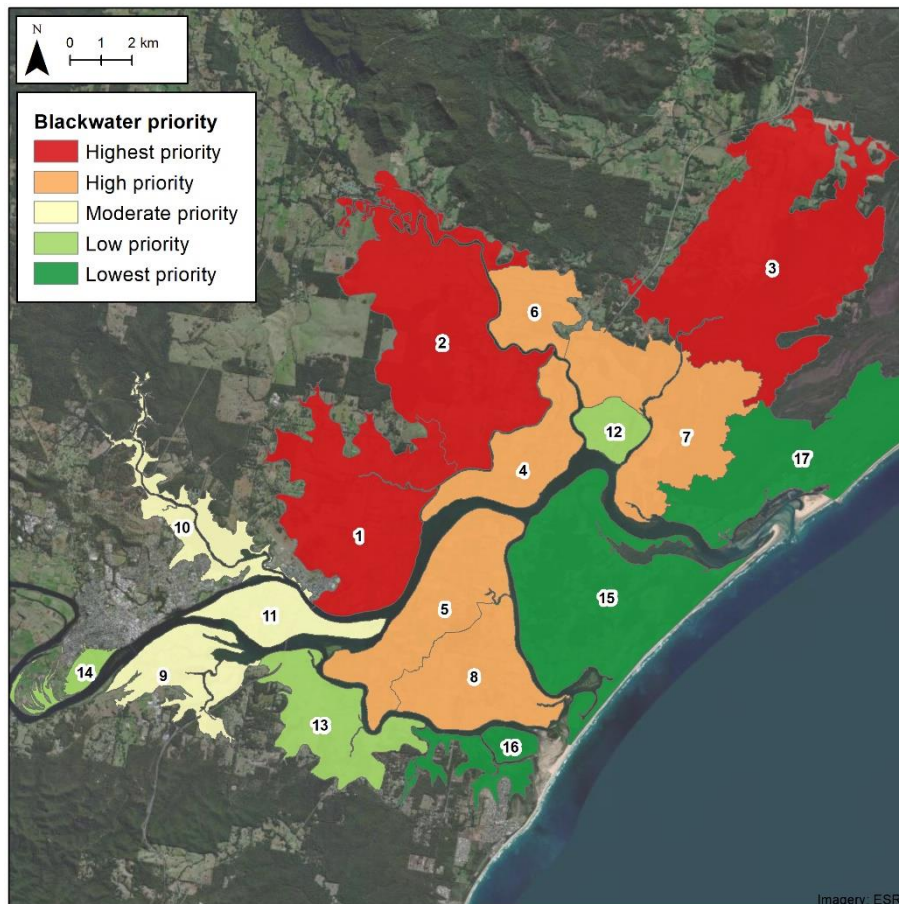 N
0 1 2 km
Blackwater priority
Highest priority
High priority
Moderate priority
Low priority
Lowest priority
3
6
2
12
7
17
4
10
1
15
11
5
14
9
8
13
16
Imagery: ESR